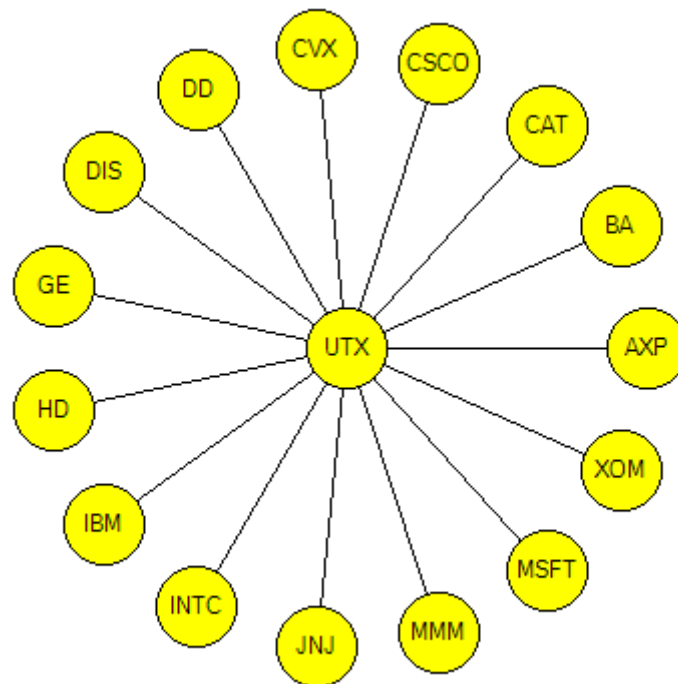 CVX
CSCO
DD
CAT
DIS
BA
GE
UTX
AXP
HD
XOM
IBM
MSFT
INTC
MMM
JNJ